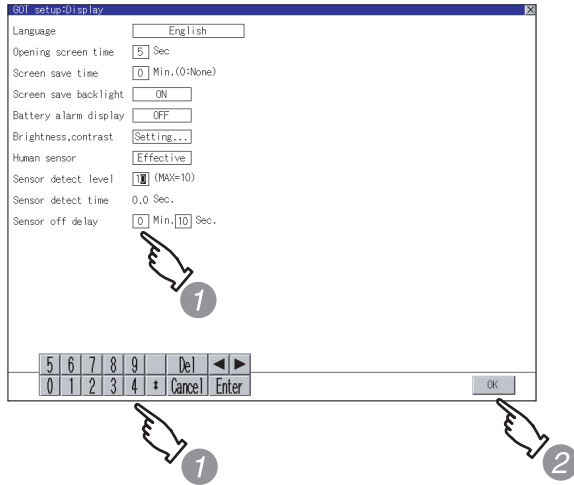 GOT setup:Display
Language English
Opening screen time 5 Sec
Screen save time 0 Min.(0:None)
Screen save backlight ON
Battery alarm display OFF
Brightness,contrast Setting...
Human sensor Effective
Sensor detect level 10 (MAX=10)
Sensor detect time 0.0 Sec.
Sensor off delay 0 Min. 10 Sec.
1
5 6 7 8 9 Del ◄ ►
0 1 2 3 4 Cancel Enter
OK
1
2